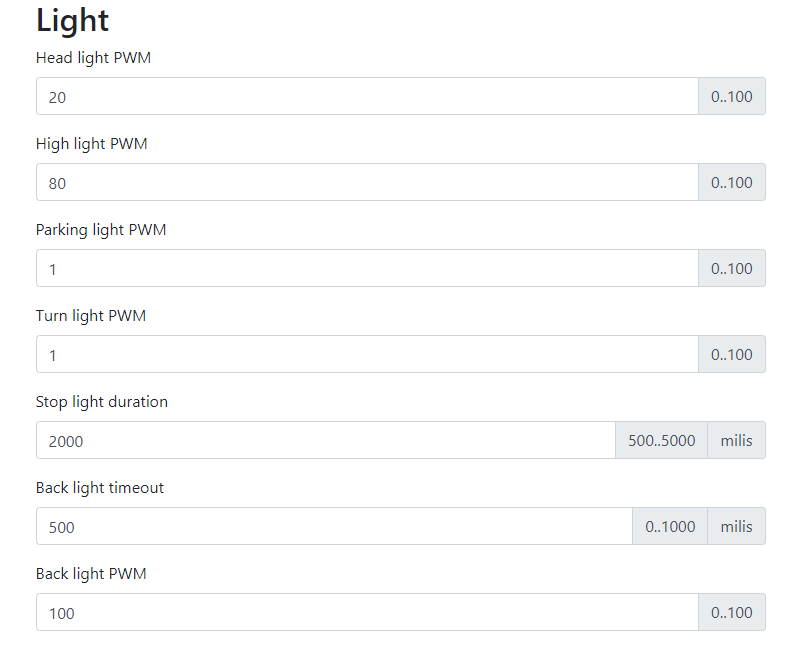 Light
Head light PWM
20 0..100
High light PWM
80 0..100
Parking light PWM
1 0..100
Turn light PWM
1 0..100
Stop light duration
2000 500..5000 milis
Back light timeout
500 0..1000 milis
Back light PWM
100 0..100